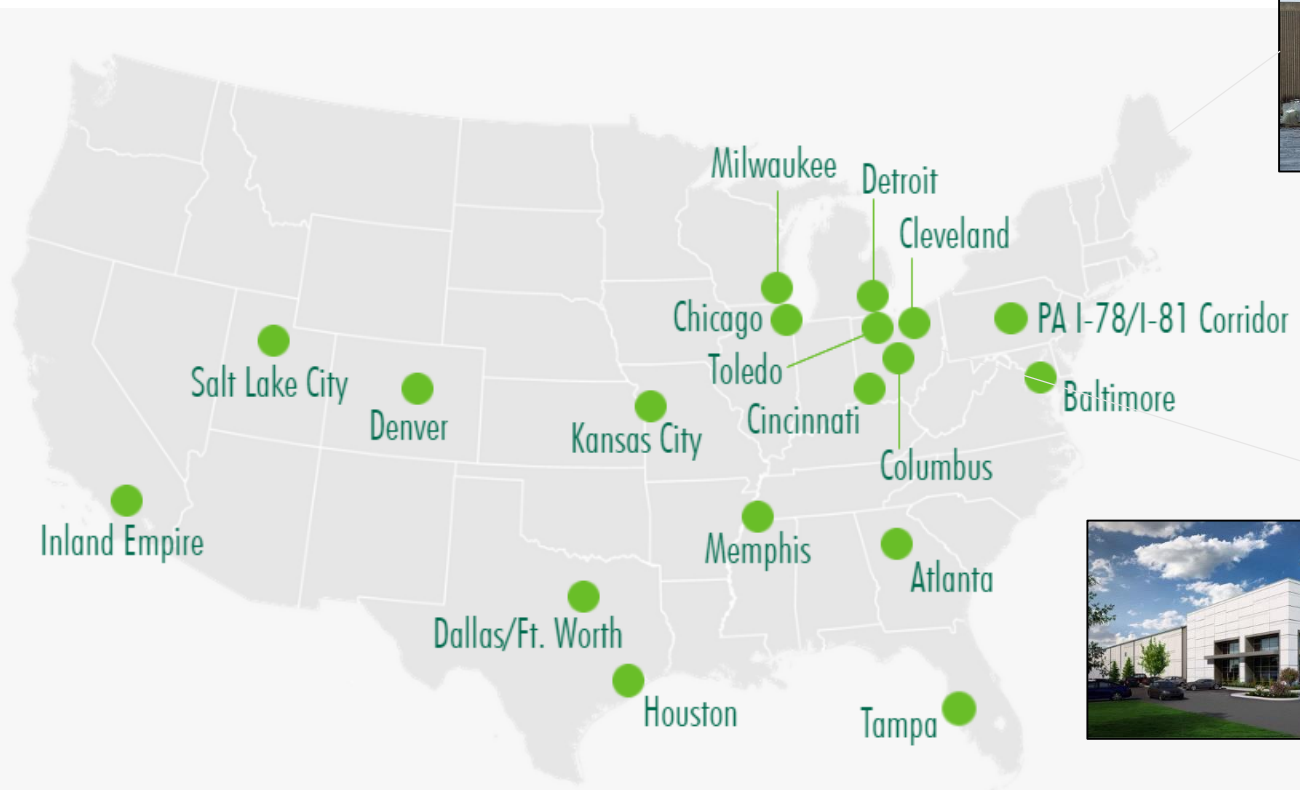 Milwaukee
Detroit
Cleveland
Chicago
PA I-78/I-81 Corridor
Toledo
Salt Lake City
Baltimore
Denver
Cincinnati
Kansas City
Columbus
Inland Empire
Memphis
Atlanta
Dallas/Ft. Worth
Houston
Tampa